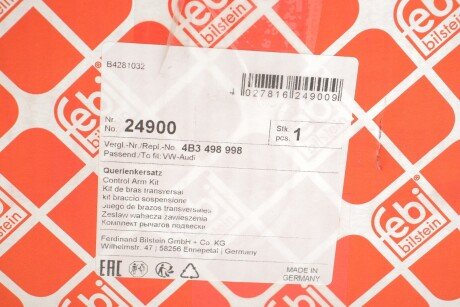 febi
bilstein
B4281032
4 027816 249009
Nr.
No. 24900
Stk.
pcs. 1
Vergl.-Nr./Repl.-No. 4B3 498 998
Passend./To fit: VW-Audi
Querlenkersatz
Control Arm Kit
Kit de bras transversal
kit braccio sospensione
Juego de brazos transversales
Zestaw wahacza zawieszenia
Комплект рычагов подвески
Ferdinand Bilstein GmbH + Co. KG
Wilhelmstr. 47 | 58256 Ennepetal | Germany
EAC
MADE IN
GERMANY